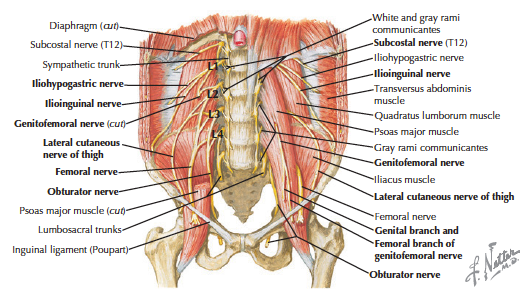 Diaphragm (cut)
Subcostal nerve (T12)
Sympathetic trunk
Iliohypogastric nerve
Ilioinguinal nerve
Genitofemoral nerve (cut)
Lateral cutaneous
nerve of thigh
Femoral nerve
Obturator nerve
Psoas major muscle (cut)
Lumbosacral trunks
Inguinal ligament (Poupart)
L1
L2
L3
L4
White and gray rami
communicantes
Subcostal nerve (T12)
Iliohypogastric nerve
Ilioinguinal nerve
Transversus abdominis
muscle
Quadratus lumborum muscle
Psoas major muscle
Gray rami communicantes
Genitofemoral nerve
Iliacus muscle
Lateral cutaneous nerve of thigh
Femoral nerve
Genital branch and
Femoral branch of
genitofemoral nerve
Obturator nerve
F. Netter
M.D.